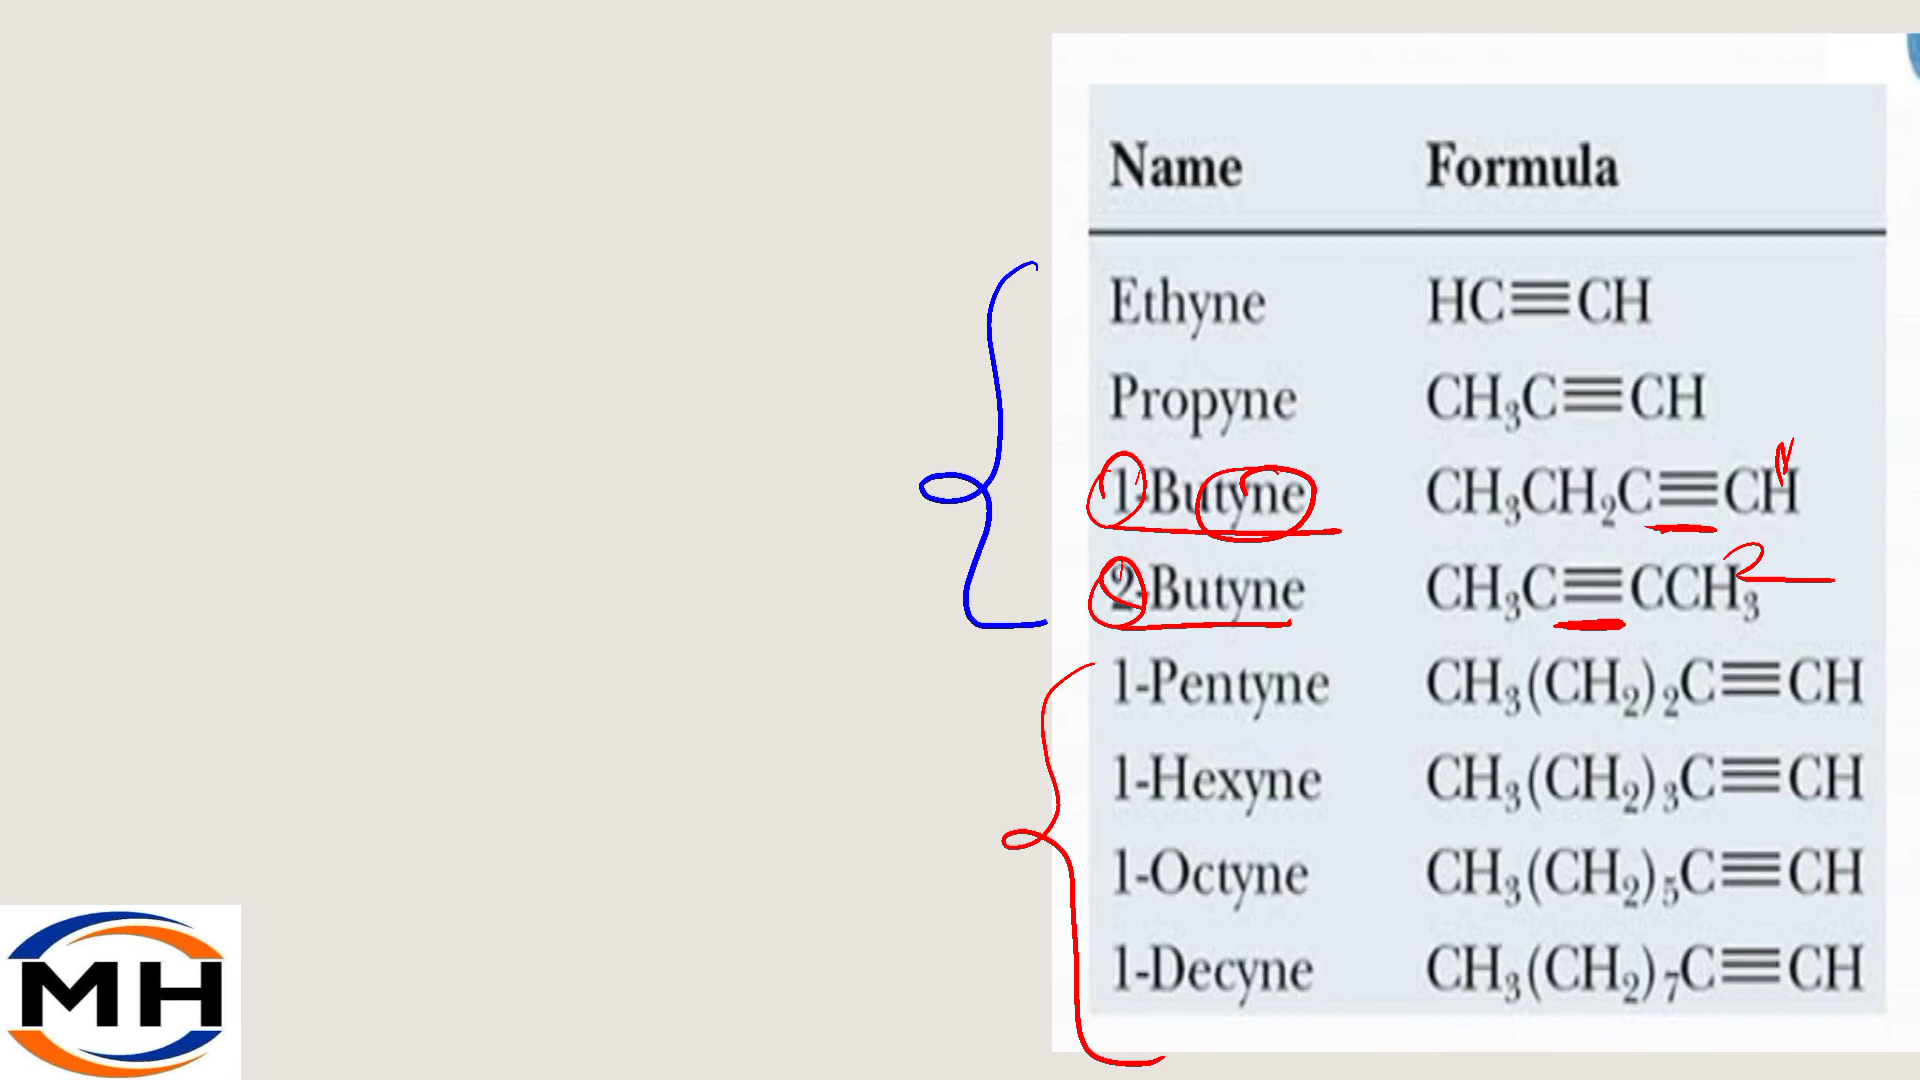 Name Formula
Ethyne HC≡CH
Propyne CH₃C≡CH
1-Butyne CH₃CH₂C≡CH
2-Butyne CH₃C≡CCH₃
1-Pentyne CH₃(CH₂)₂C≡CH
1-Hexyne CH₃(CH₂)₃C≡CH
1-Octyne CH₃(CH₂)₅C≡CH
1-Decyne CH₃(CH₂)₇C≡CH
MH